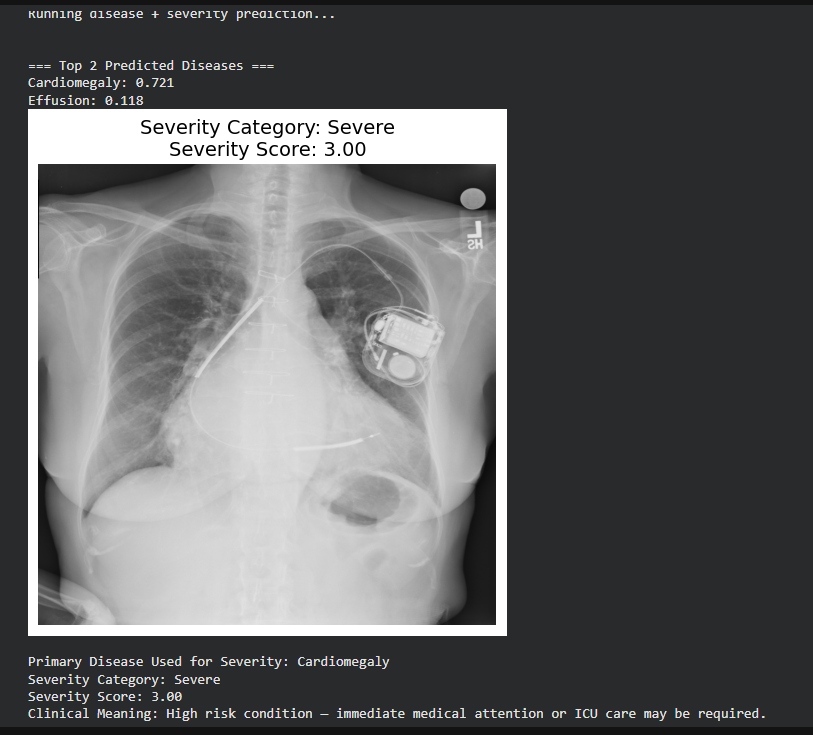 Running disease + severity prediction...
=== Top 2 Predicted Diseases ===
Cardiomegaly: 0.721
Effusion: 0.118
Severity Category: Severe
Severity Score: 3.00
L
HS
Primary Disease Used for Severity: Cardiomegaly
Severity Category: Severe
Severity Score: 3.00
Clinical Meaning: High risk condition — immediate medical attention or ICU care may be required.